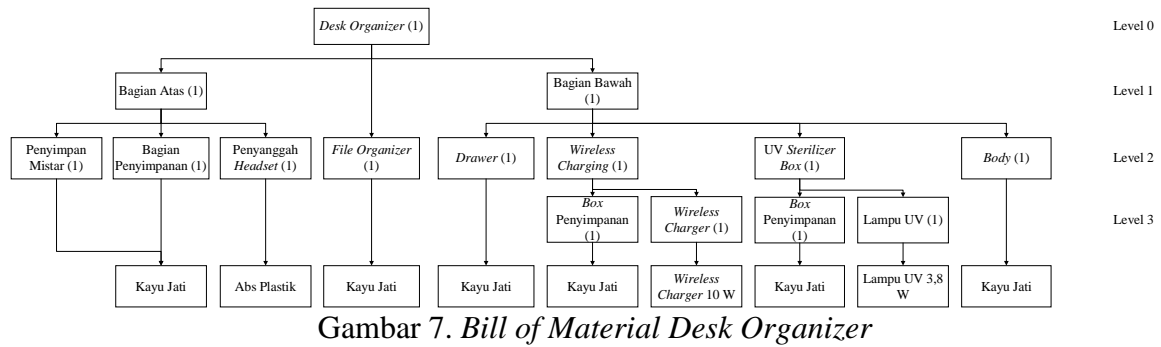 Desk Organizer (1)
Level 0
Bagian Atas (1)
Bagian Bawah
(1)
Level 1
Penyimpan
Mistar (1)
Bagian
Penyimpanan (1)
Penyanggah
Headset (1)
File Organizer
(1)
Drawer (1)
Wireless
Charging (1)
UV Sterilizer
Box (1)
Body (1)
Level 2
Box
Penyimpanan
(1)
Wireless
Charger (1)
Box
Penyimpanan
(1)
Lampu UV (1)
Level 3
Kayu Jati
Abs Plastik
Kayu Jati
Kayu Jati
Kayu Jati
Wireless
Charger 10 W
Kayu Jati
Lampu UV 3,8
W
Kayu Jati
Gambar 7. Bill of Material Desk Organizer